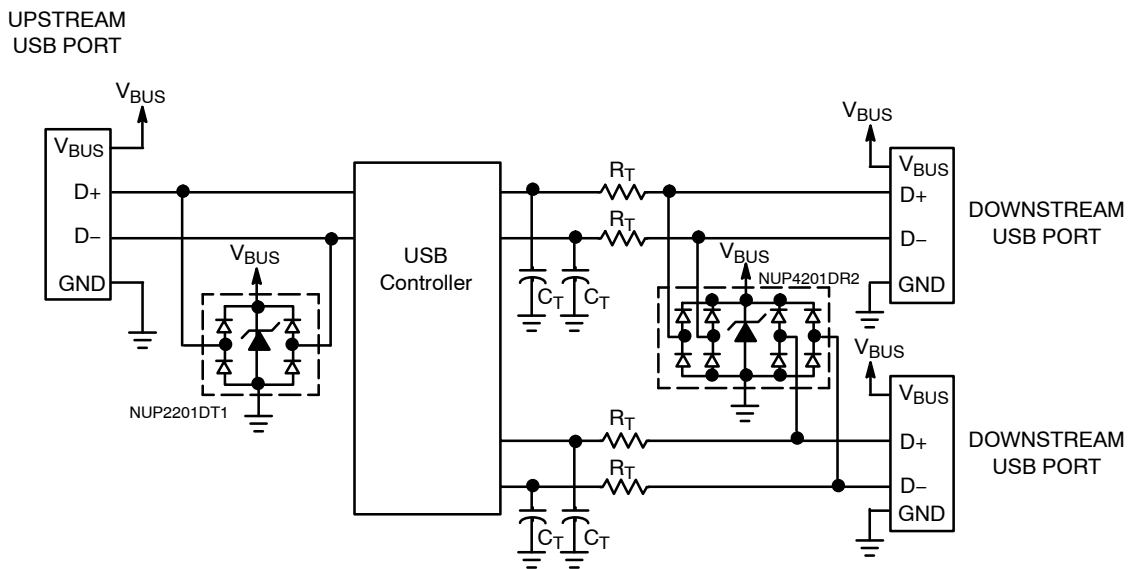 UPSTREAM
USB PORT
VBUS
VBUS
D+
D−
GND
VBUS
NUP2201DT1
USB
Controller
RT
RT
CT
CT
VBUS
NUP4201DR2
VBUS
VBUS
D+
D−
GND
DOWNSTREAM
USB PORT
RT
RT
CT
CT
VBUS
VBUS
D+
D−
GND
DOWNSTREAM
USB PORT